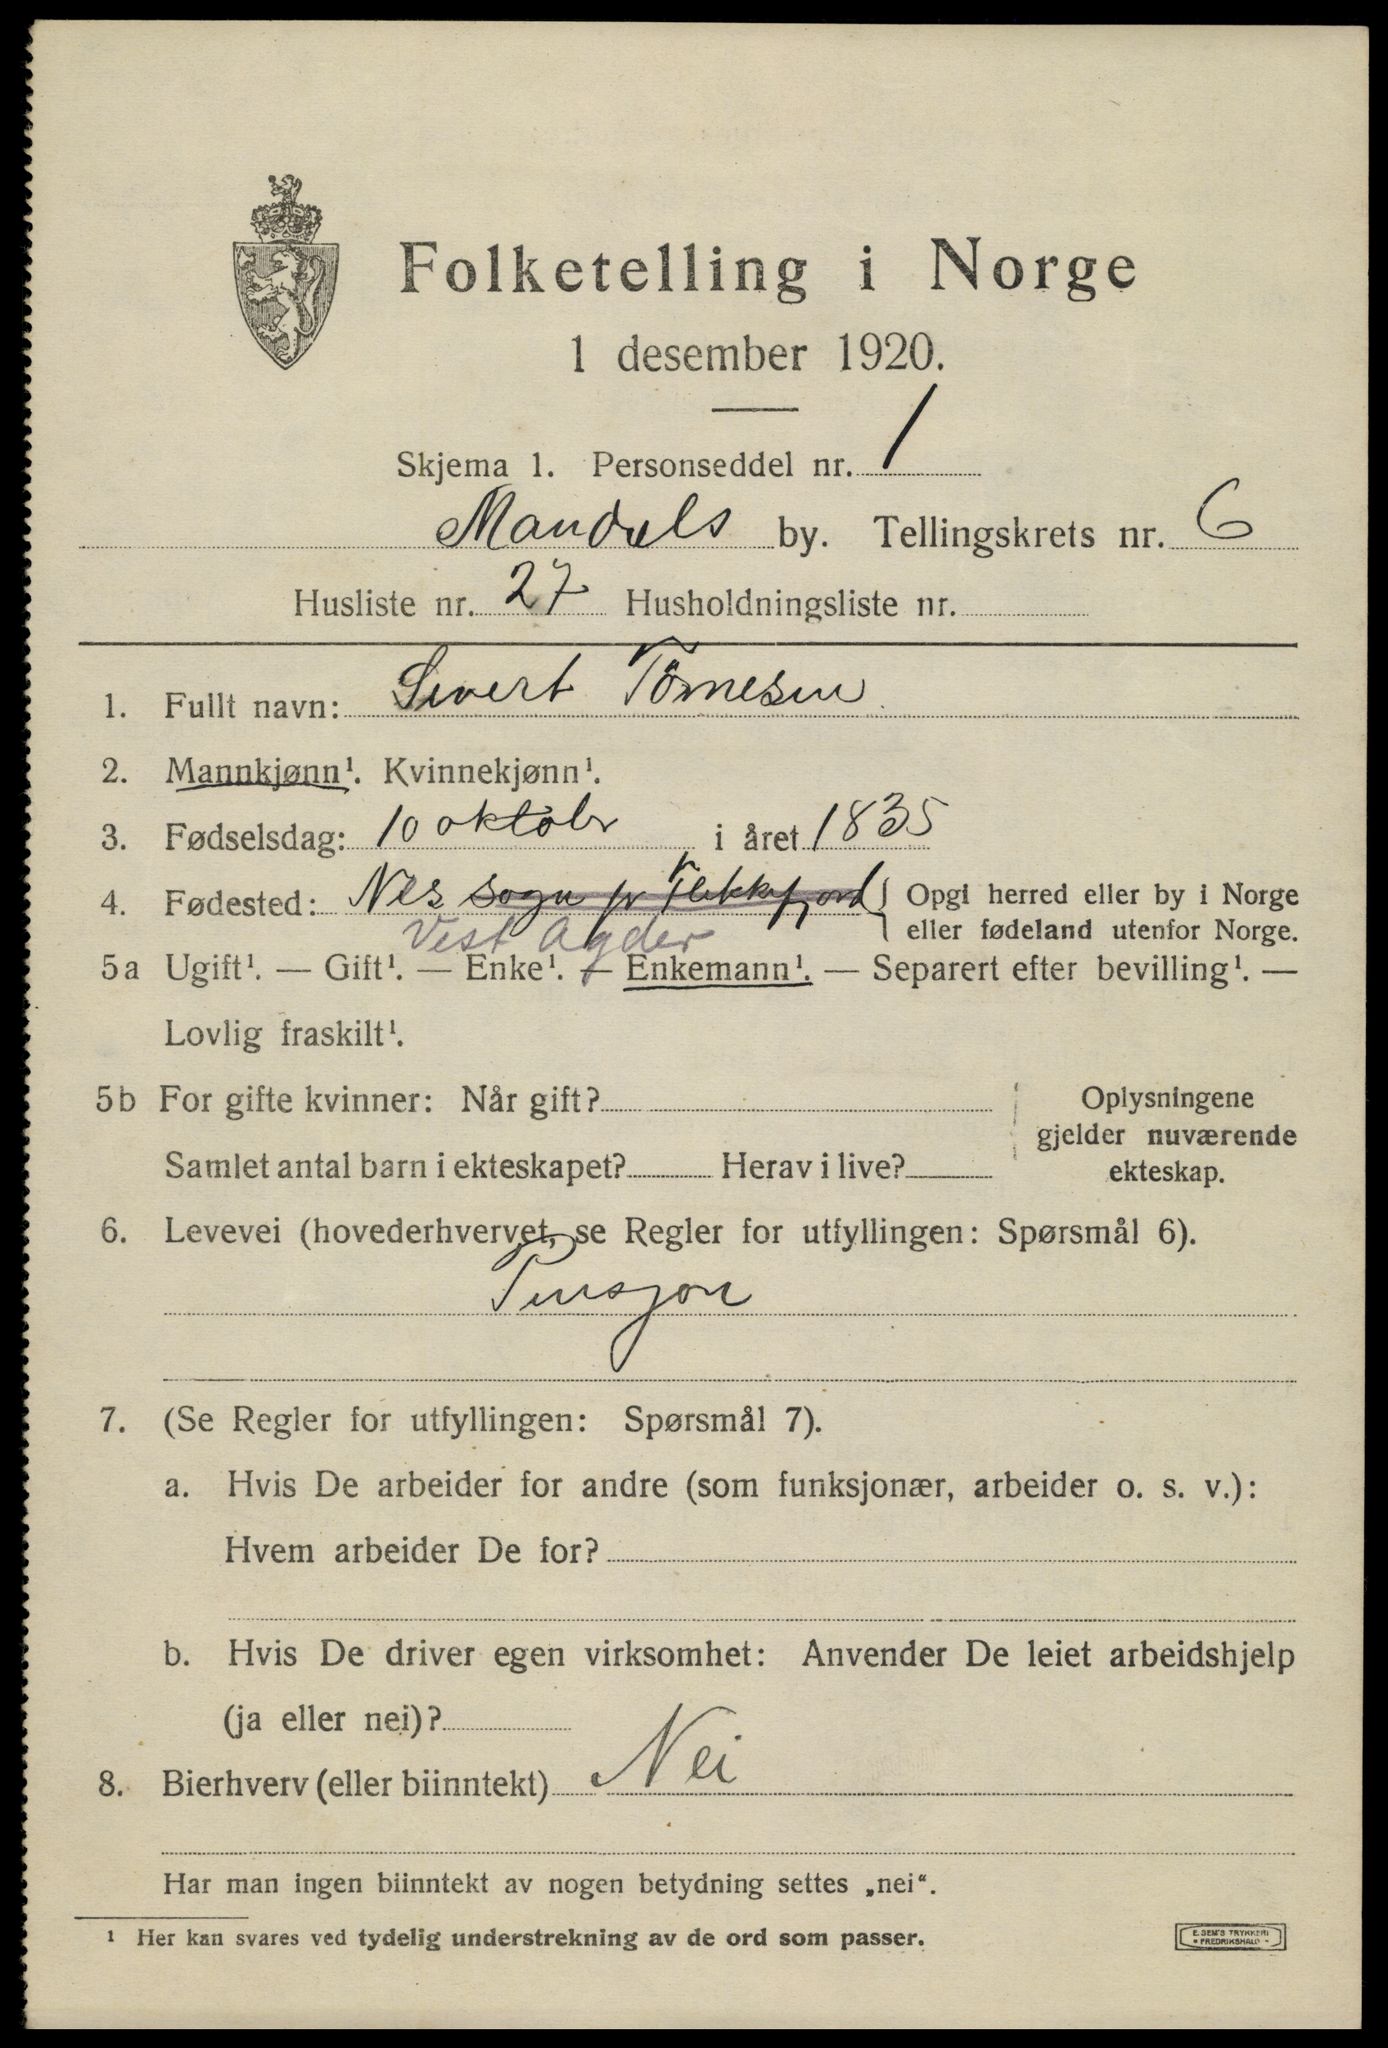 Folketelling i Norge
1 desember 1920.
Skjema 1. Personseddel nr. 1
Mandals by. Tellingskrets nr. 6
Husliste nr. 27 Husholdningsliste nr.
1. Fullt navn: Sivert Tönnesen
2. Mannkjønn¹. Kvinnekjønn¹.
3. Fødselsdag: 10 oktobr i året 1835
4. Fødested: Nes sogn pr Flekkefjord { Opgi herred eller by i Norge
Vest Agder eller fødeland utenfor Norge.
5a Ugift¹. — Gift¹. — Enke¹. — Enkemann¹. — Separert efter bevilling¹. —
Lovlig fraskilt¹.
5b For gifte kvinner: Når gift? Oplysningene
gjelder nuværende
Samlet antal barn i ekteskapet? Herav i live? ekteskap.
6. Levevei (hovederhvervet, se Regler for utfyllingen: Spørsmål 6).
Pensjon
7. (Se Regler for utfyllingen: Spørsmål 7).
a. Hvis De arbeider for andre (som funksjonær, arbeider o. s. v.):
Hvem arbeider De for?
b. Hvis De driver egen virksomhet: Anvender De leiet arbeidshjelp
(ja eller nei)?
8. Bierhverv (eller biinntekt) Nei
Har man ingen biinntekt av nogen betydning settes „nei“.
¹ Her kan svares ved tydelig understrekning av de ord som passer.
E. SEM'S TRYKKERI
FREDRIKSHALD